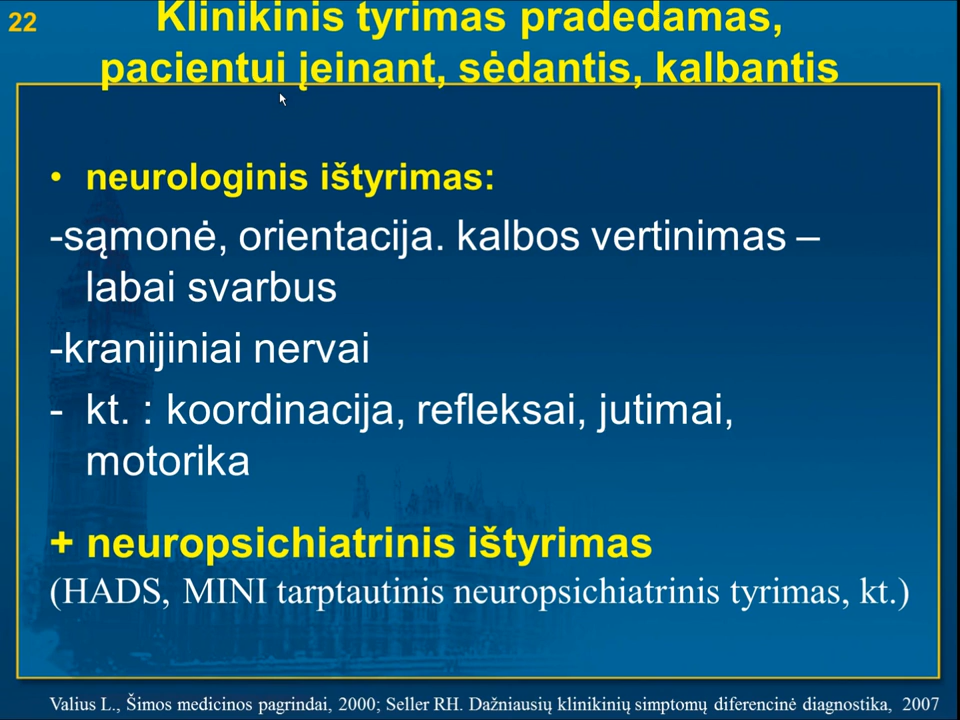 22
Klinikinis tyrimas pradedamas,
pacientui įeinant, sėdantis, kalbantis
• neurologinis ištyrimas:
-sąmonė, orientacija. kalbos vertinimas –
labai svarbus
-kranijiniai nervai
- kt. : koordinacija, refleksai, jutimai,
motorika
+ neuropsichiatrinis ištyrimas
(HADS, MINI tarptautinis neuropsichiatrinis tyrimas, kt.)
Valius L., Šimos medicinos pagrindai, 2000; Seller RH. Dažniausių klinikinių simptomų diferencinė diagnostika, 2007